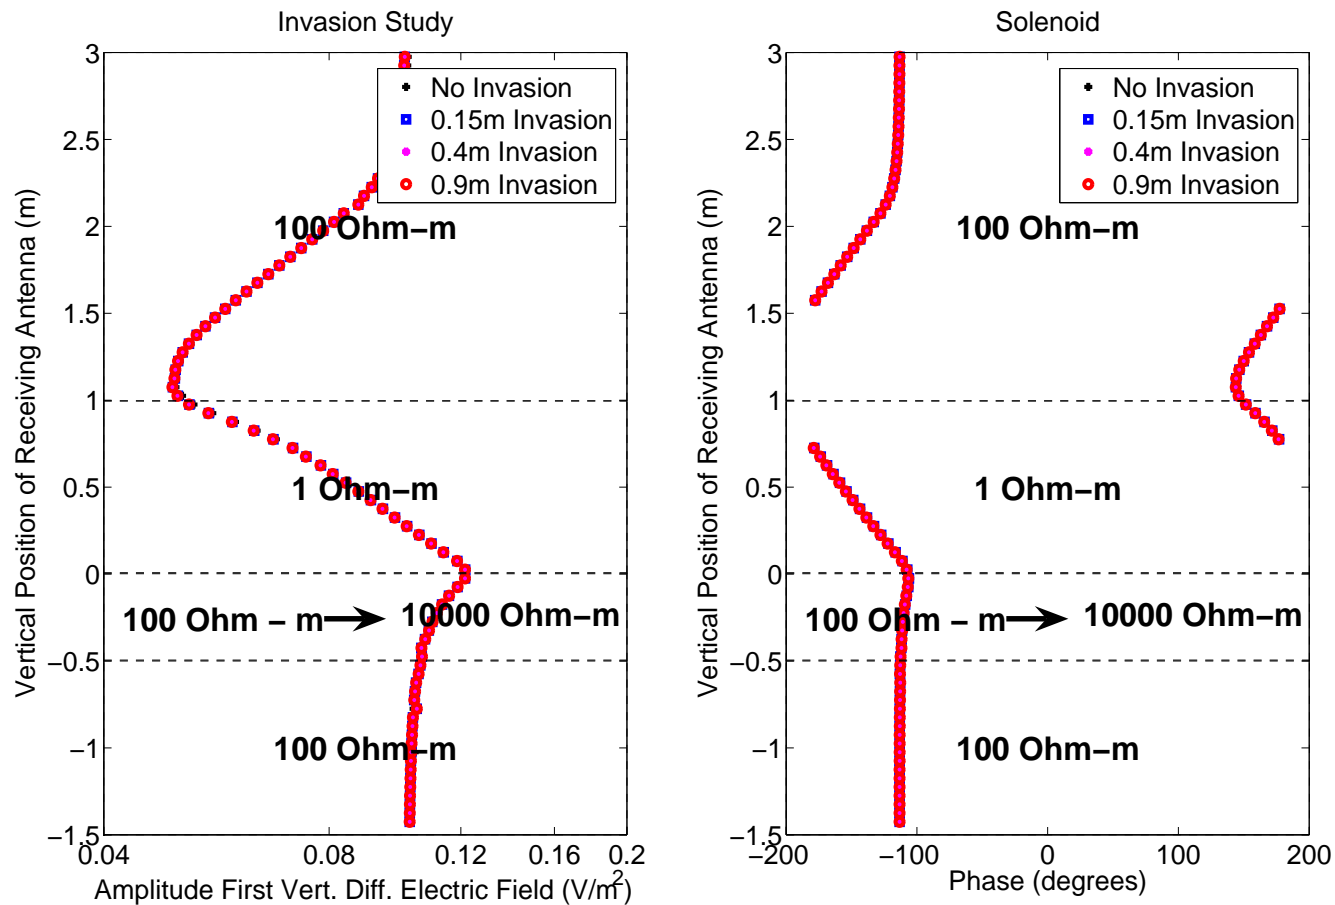 Invasion Study
3
2.5
2
1.5
1
0.5
0
−0.5
−1
−1.5
0.04
0.08
0.12
0.16
0.2
Vertical Position of Receiving Antenna (m)
Amplitude First Vert. Diff. Electric Field (V/m²)
No Invasion
0.15m Invasion
0.4m Invasion
0.9m Invasion
100 Ohm−m
1 Ohm−m
100 Ohm − m
10000 Ohm−m
100 Ohm−m
Solenoid
3
2.5
2
1.5
1
0.5
0
−0.5
−1
−1.5
−200
−100
0
100
200
Vertical Position of Receiving Antenna (m)
Phase (degrees)
No Invasion
0.15m Invasion
0.4m Invasion
0.9m Invasion
100 Ohm−m
1 Ohm−m
100 Ohm − m
10000 Ohm−m
100 Ohm−m